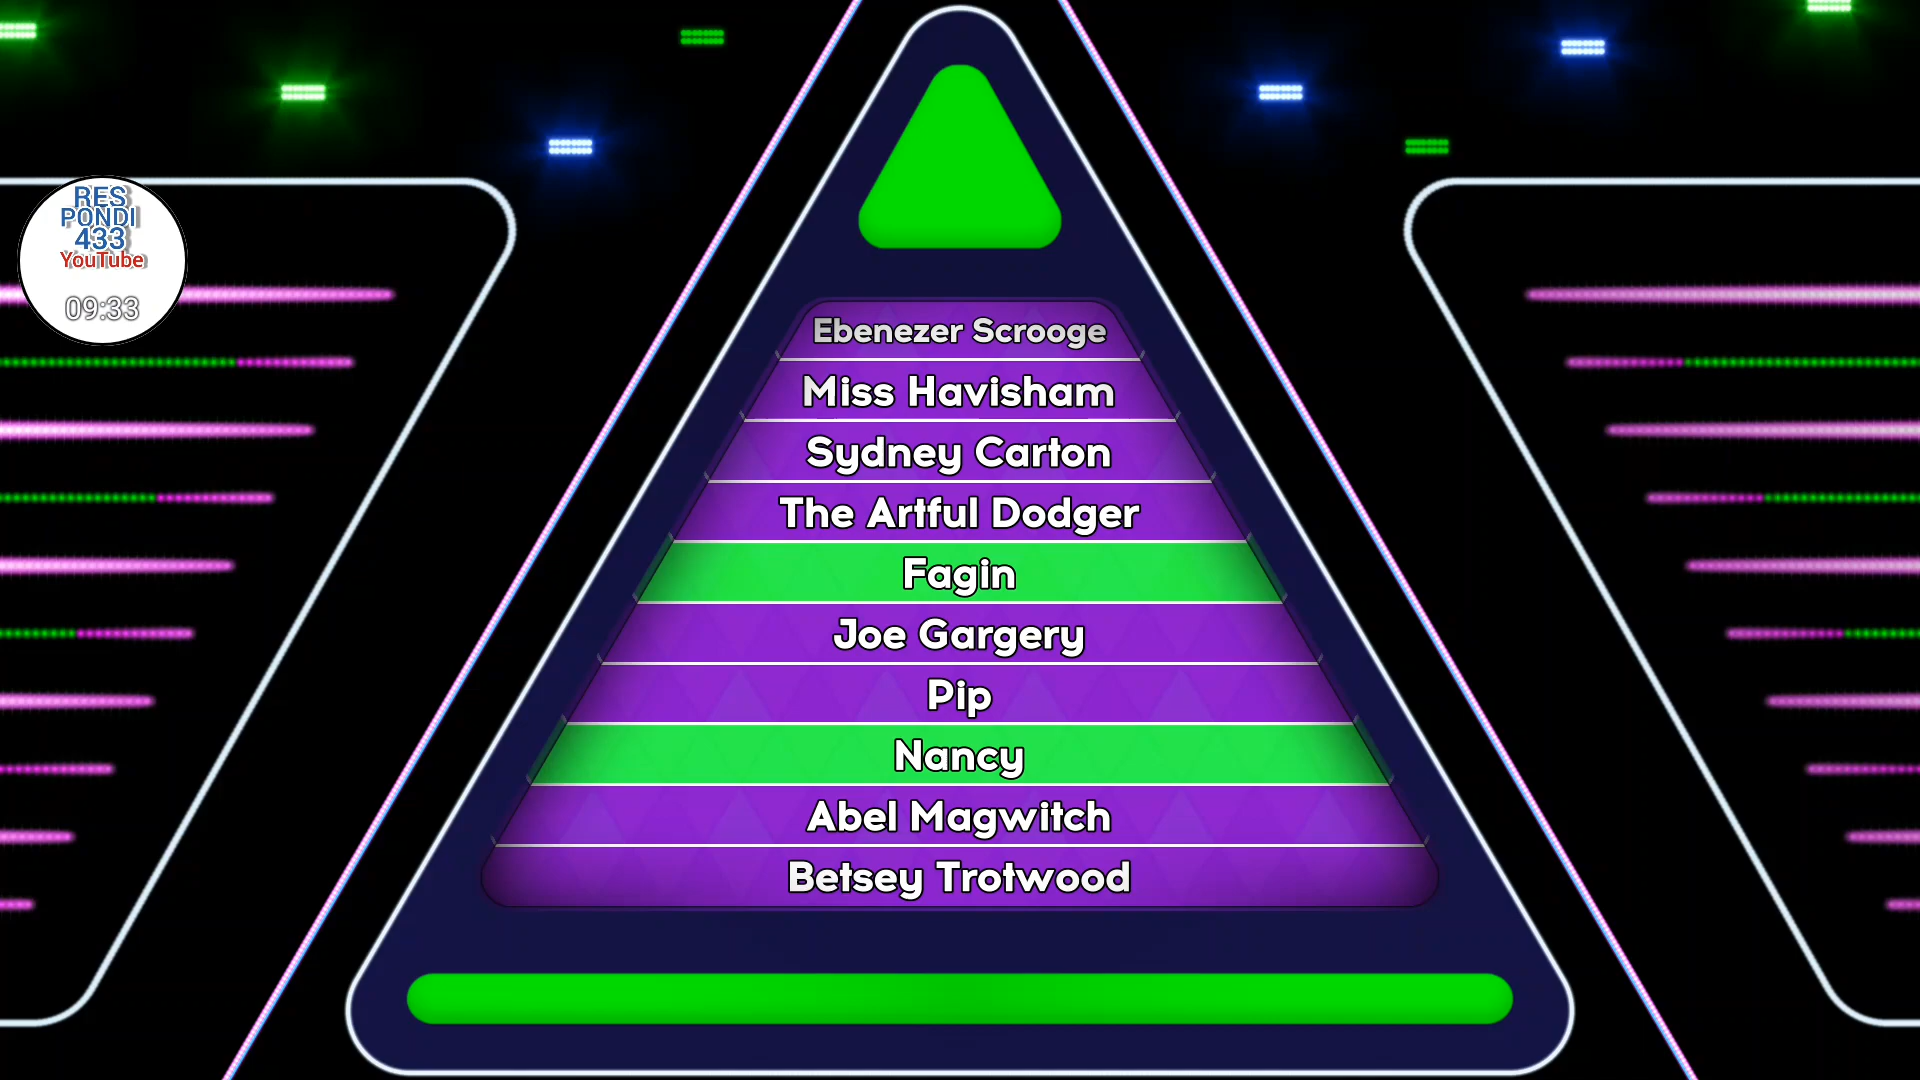 RES
PONDI
433
YouTube
09:33
Ebenezer Scrooge
Miss Havisham
Sydney Carton
The Artful Dodger
Fagin
Joe Gargery
Pip
Nancy
Abel Magwitch
Betsey Trotwood